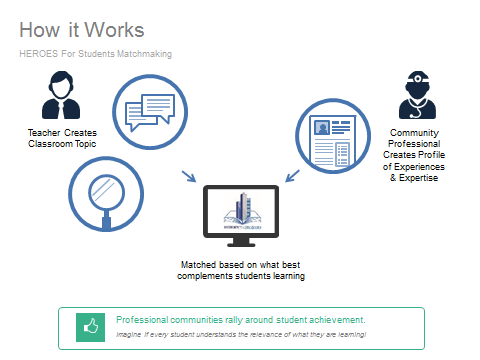 How it Works
HEROES For Students Matchmaking
Teacher Creates
Classroom Topic
Community
Professional
Creates Profile
of Experiences
& Expertise
Matched based on what best
complements students learning
Professional communities rally around student achievement.
Imagine If every student understands the relevance of what they are learning!